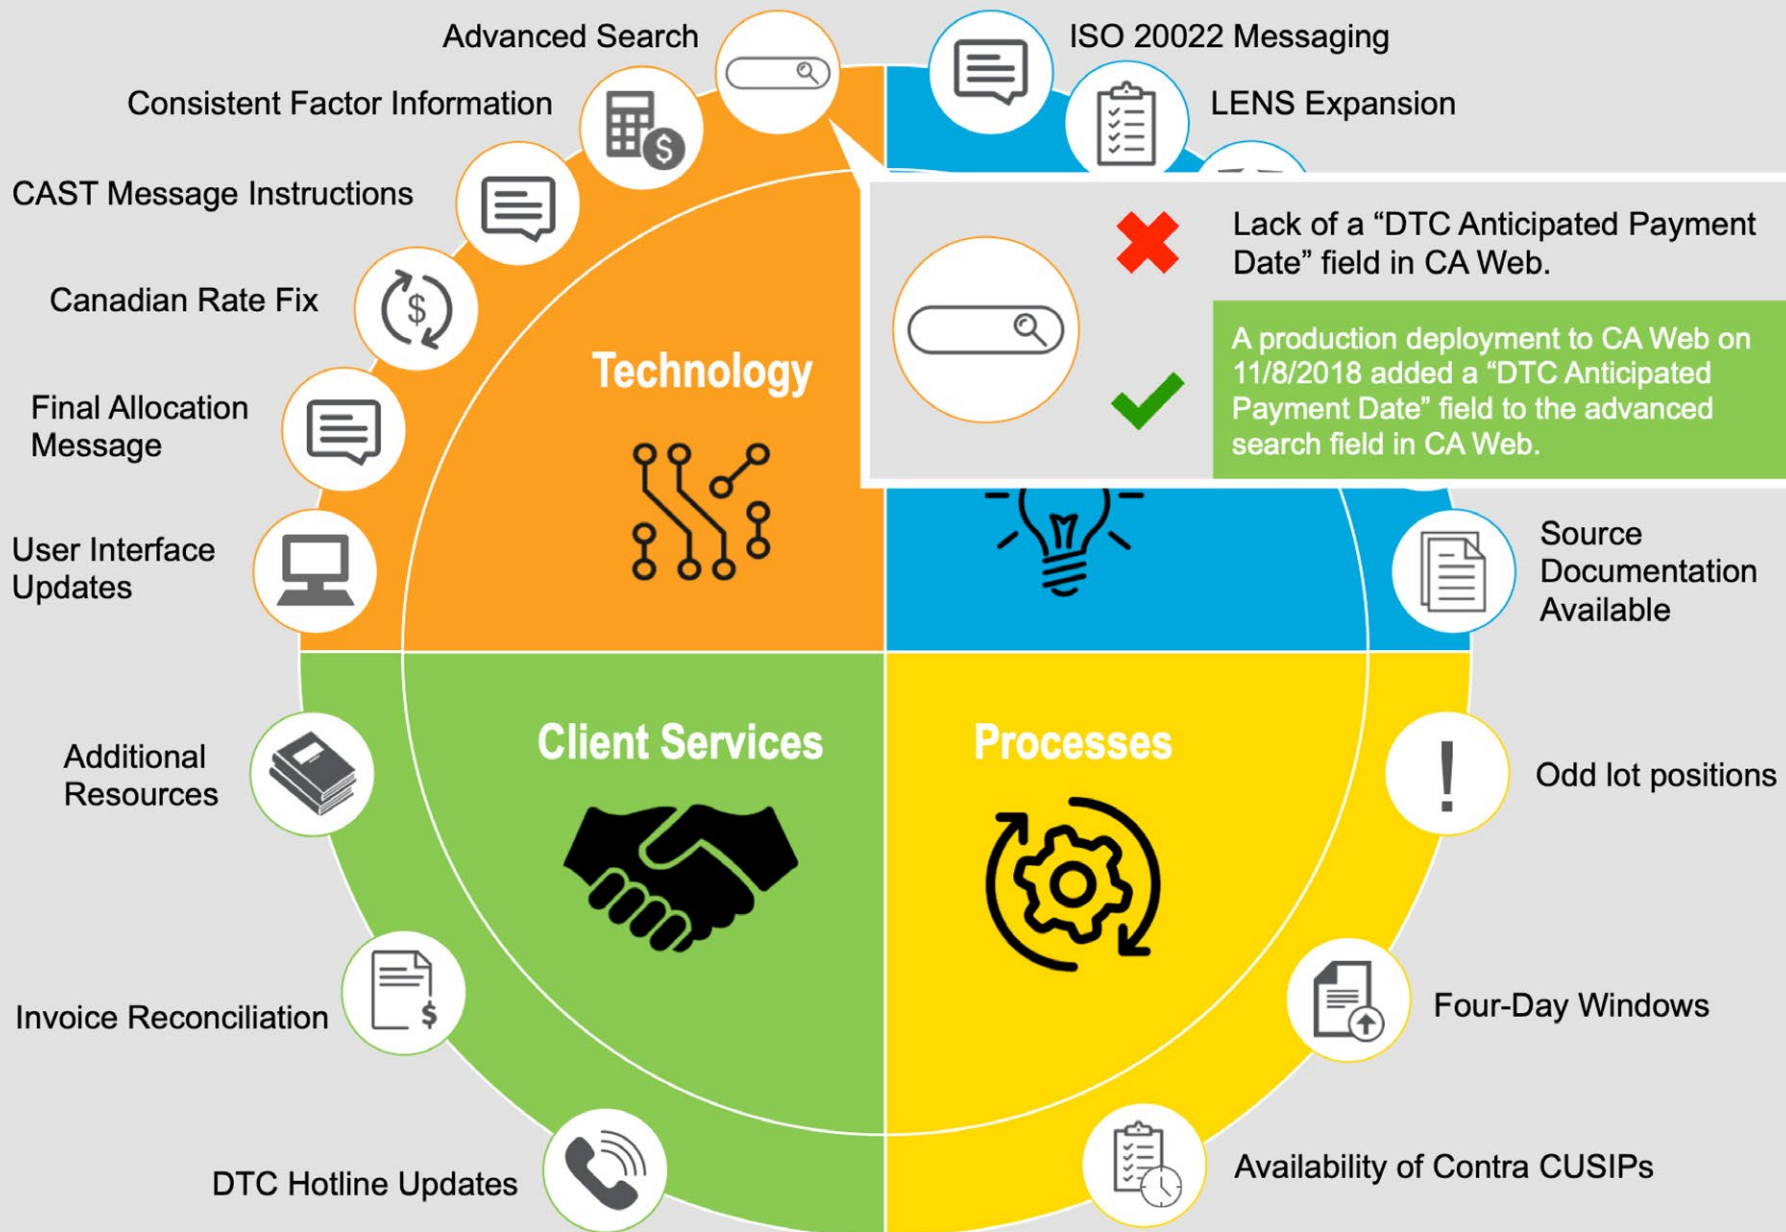 Advanced Search
ISO 20022 Messaging
Consistent Factor Information
LENS Expansion
CAST Message Instructions
Lack of a “DTC Anticipated Payment
Date” field in CA Web.
Canadian Rate Fix
A production deployment to CA Web on
11/8/2018 added a “DTC Anticipated
Payment Date” field to the advanced
search field in CA Web.
Technology
Final Allocation
Message
User Interface
Updates
Source
Documentation
Available
Client Services
Processes
Additional
Resources
Odd lot positions
Invoice Reconciliation
Four-Day Windows
DTC Hotline Updates
Availability of Contra CUSIPs